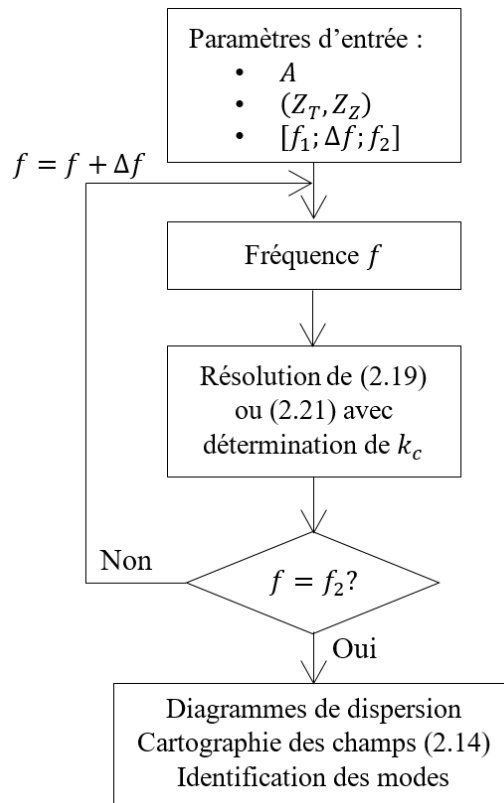 Paramètres d'entrée :
• A
• (Z_T, Z_Z)
• [f_1; Δf; f_2]
f = f + Δf
Fréquence f
Résolution de (2.19)
ou (2.21) avec
détermination de k_c
Non
f = f_2?
Oui
Diagrammes de dispersion
Cartographie des champs (2.14)
Identification des modes